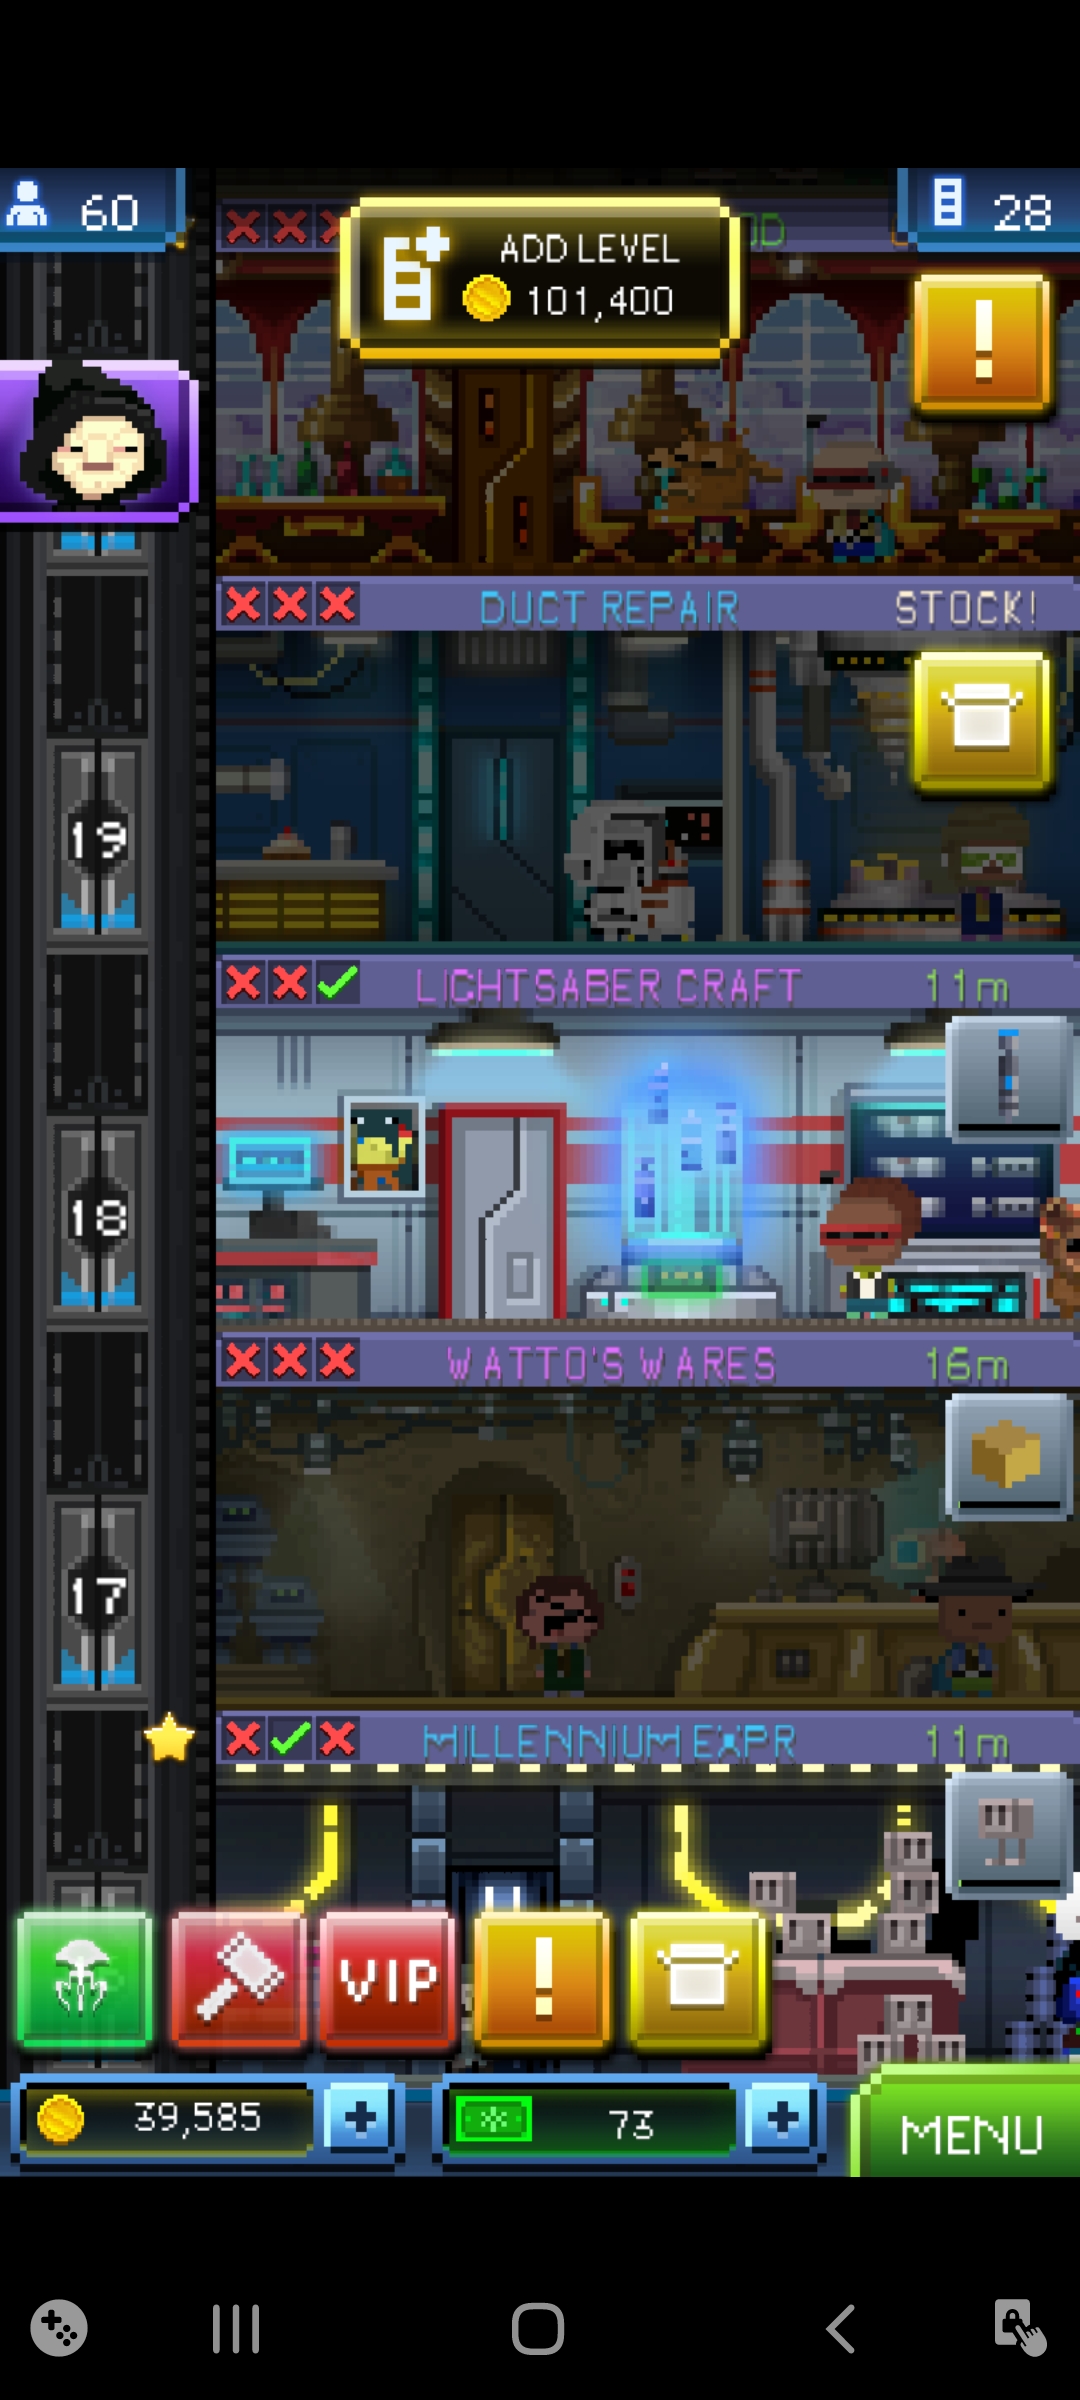 60
ADD LEVEL
101,400
28
DUCT REPAIR
STOCK!
19
LIGHTSABER CRAFT
11m
18
WATTO'S WARES
16m
17
MILLENNIUM EXPR
11m
VIP
39,585
73
MENU